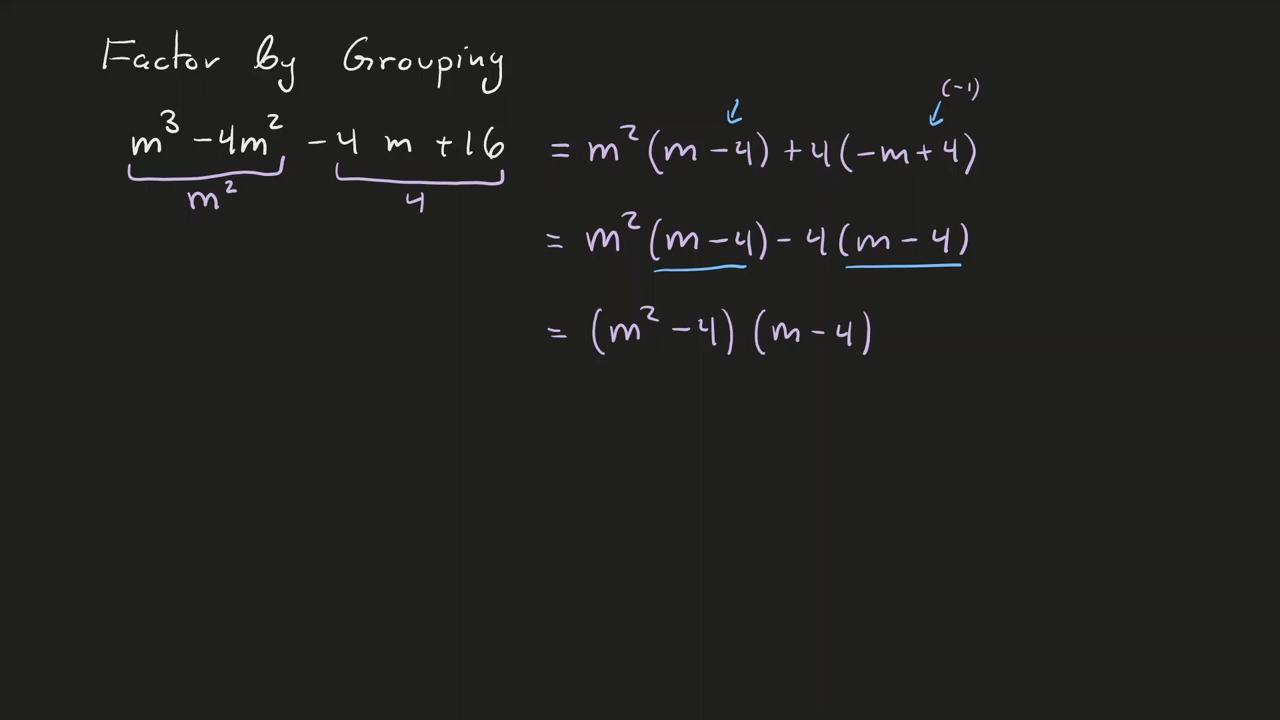 Factor by Grouping
(-1)
m³ - 4m² - 4 m + 16 = m²(m - 4) + 4(-m + 4)
m² 4
= m²(m - 4) - 4(m - 4)
= (m² - 4)(m - 4)